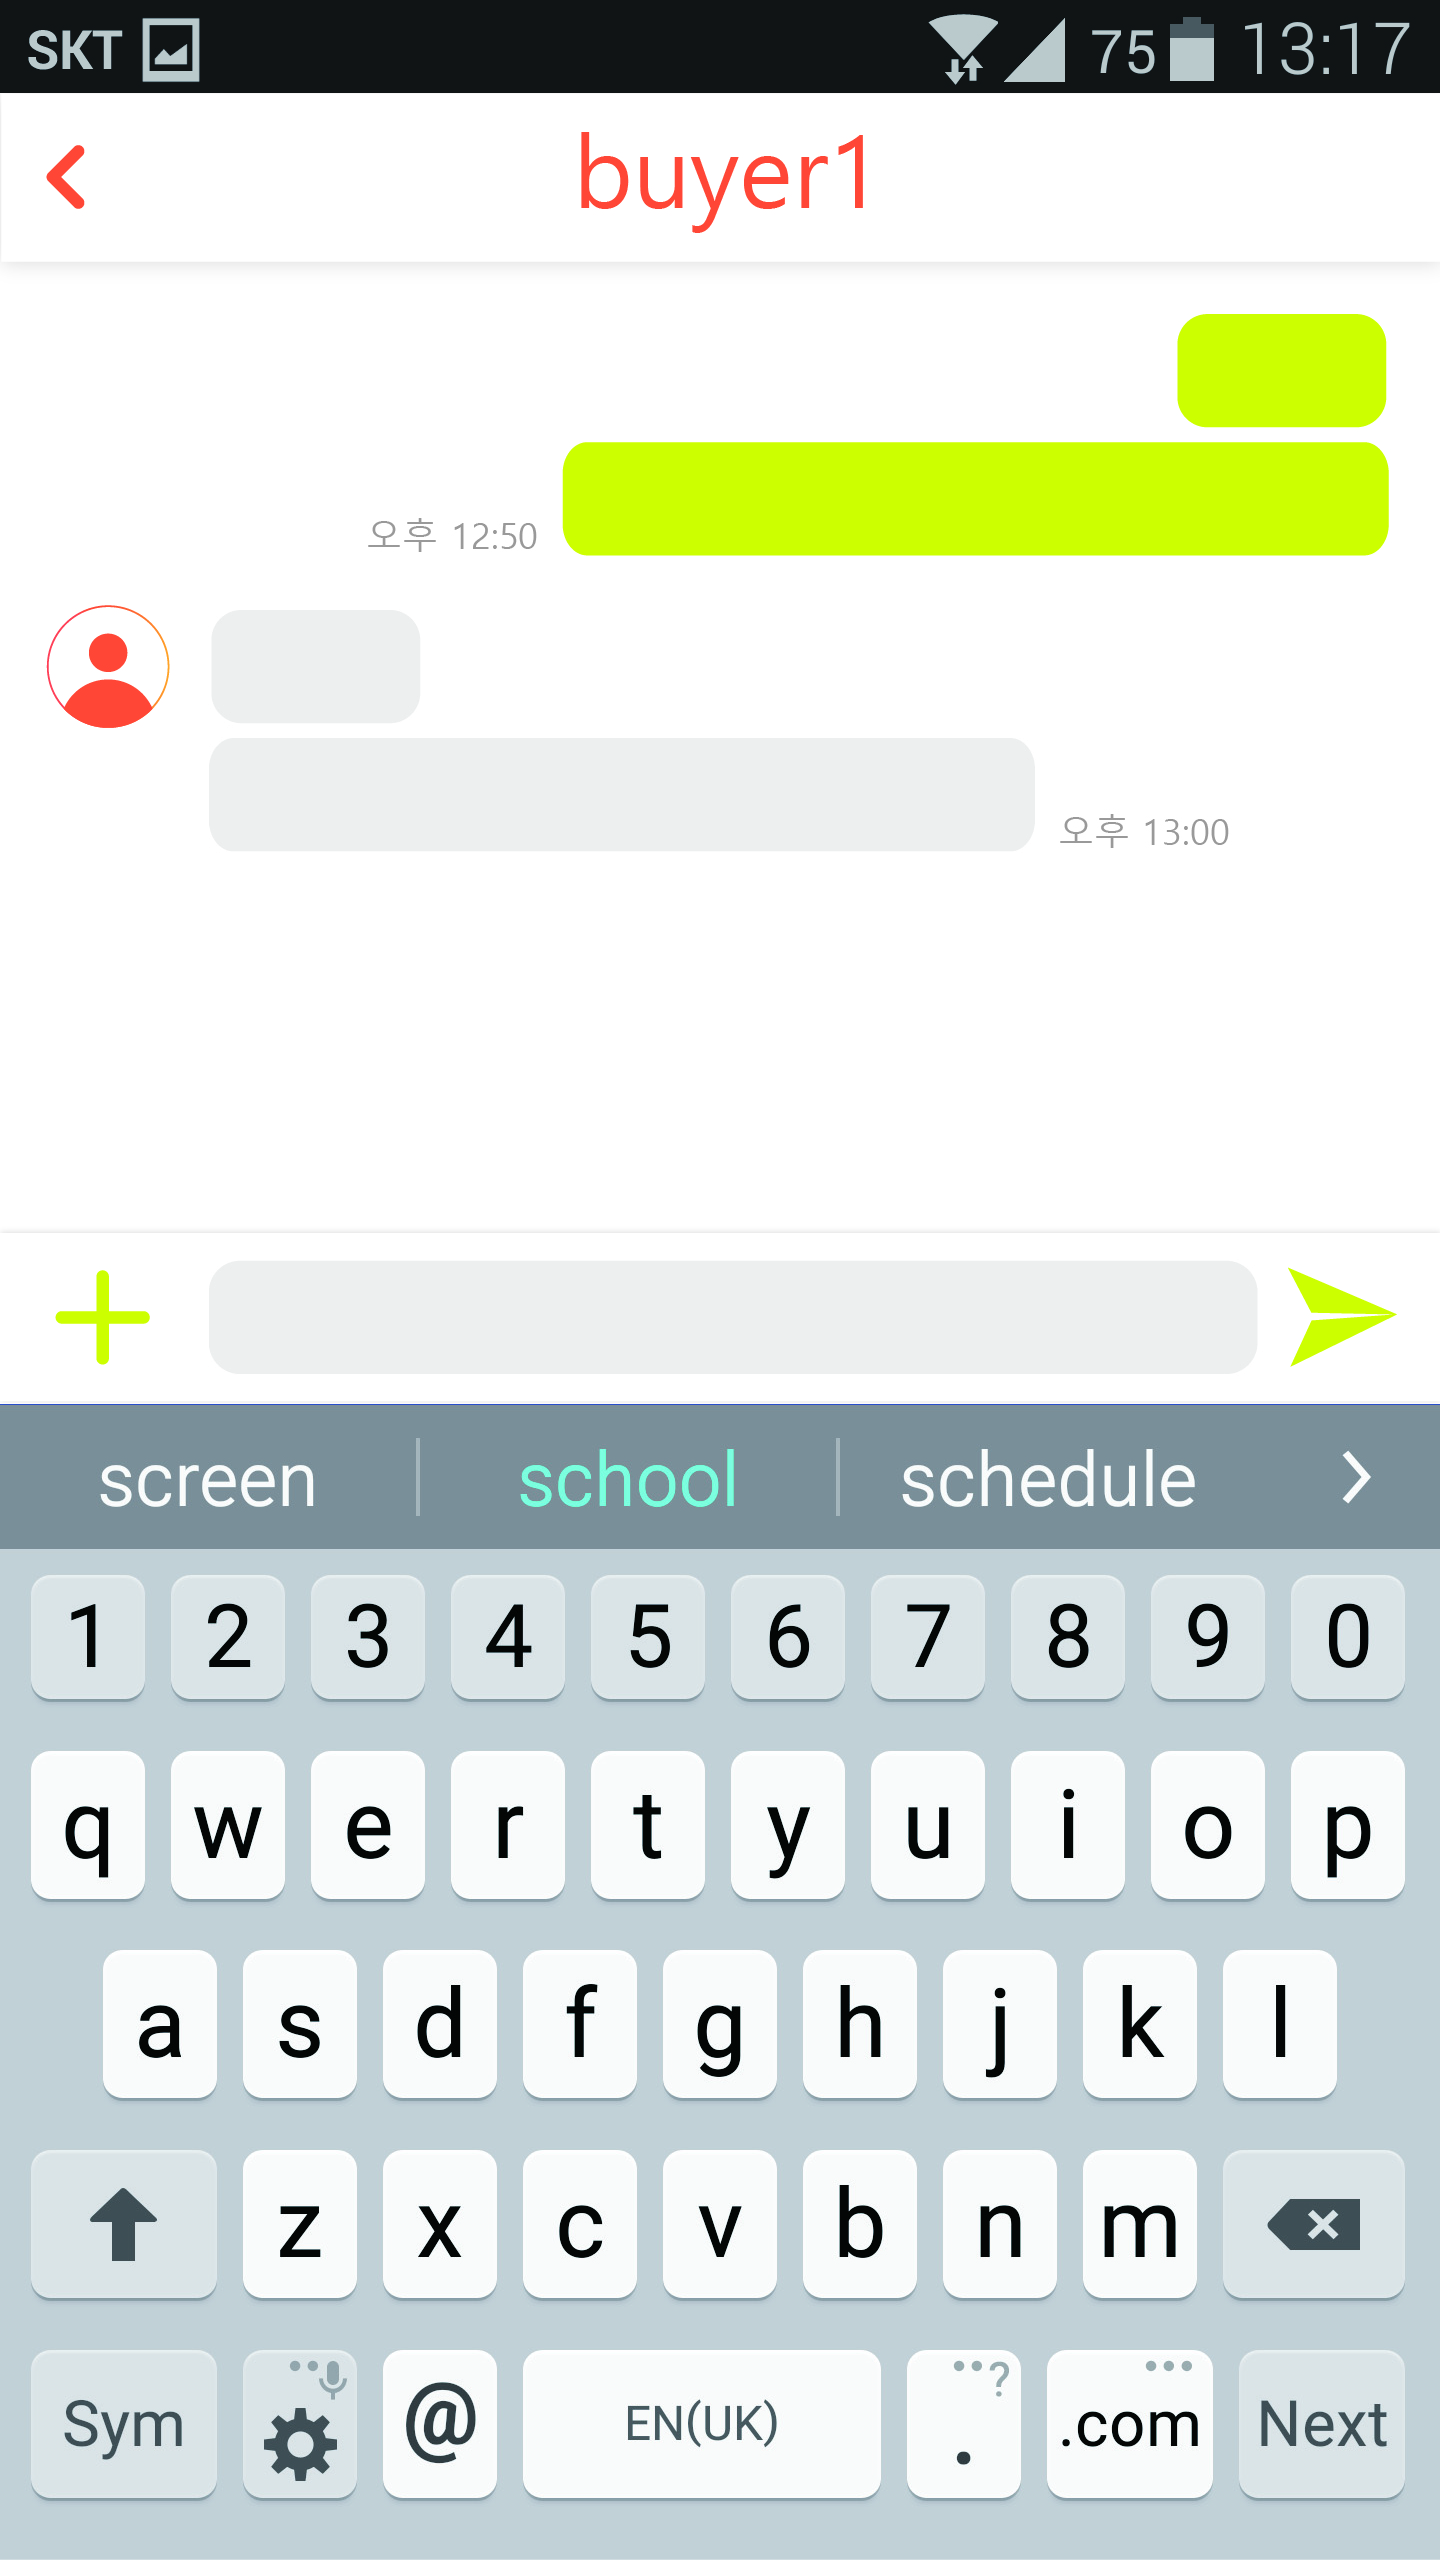 SKT 75 13:17
buyer1
오후 12:50
오후 13:00
screen school schedule
1 2 3 4 5 6 7 8 9 0
q w e r t y u i o p
a s d f g h j k l
z x c v b n m
Sym @ EN(UK) . ? .com Next